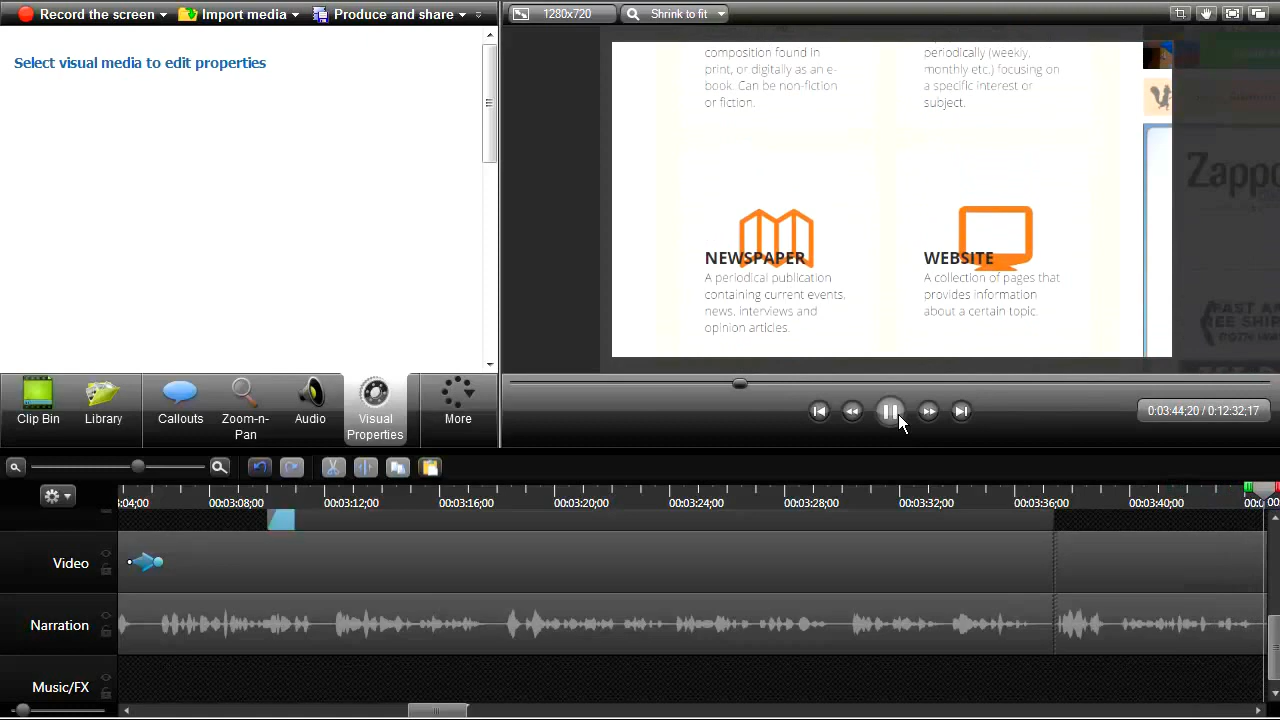 Record the screen
Import media
Produce and share
1280x720
Shrink to fit
Select visual media to edit properties
composition found in
print, or digitally as an e-
book. Can be non-fiction
or fiction.
periodically (weekly,
monthly etc.) focusing on
a specific interest or
subject.
NEWSPAPER
A periodical publication
containing current events,
news, interviews and
opinion articles.
WEBSITE
A collection of pages that
provides information
about a certain topic.
Zappo
Clip Bin
Library
Callouts
Zoom-n-
Pan
Audio
Visual
Properties
More
0:03:44;20 / 0:12:32;17
:04;00
00:03:08;00
00:03:12;00
00:03:16;00
00:03:20;00
00:03:24;00
00:03:28;00
00:03:32;00
00:03:36;00
00:03:40;00
Video
Narration
Music/FX